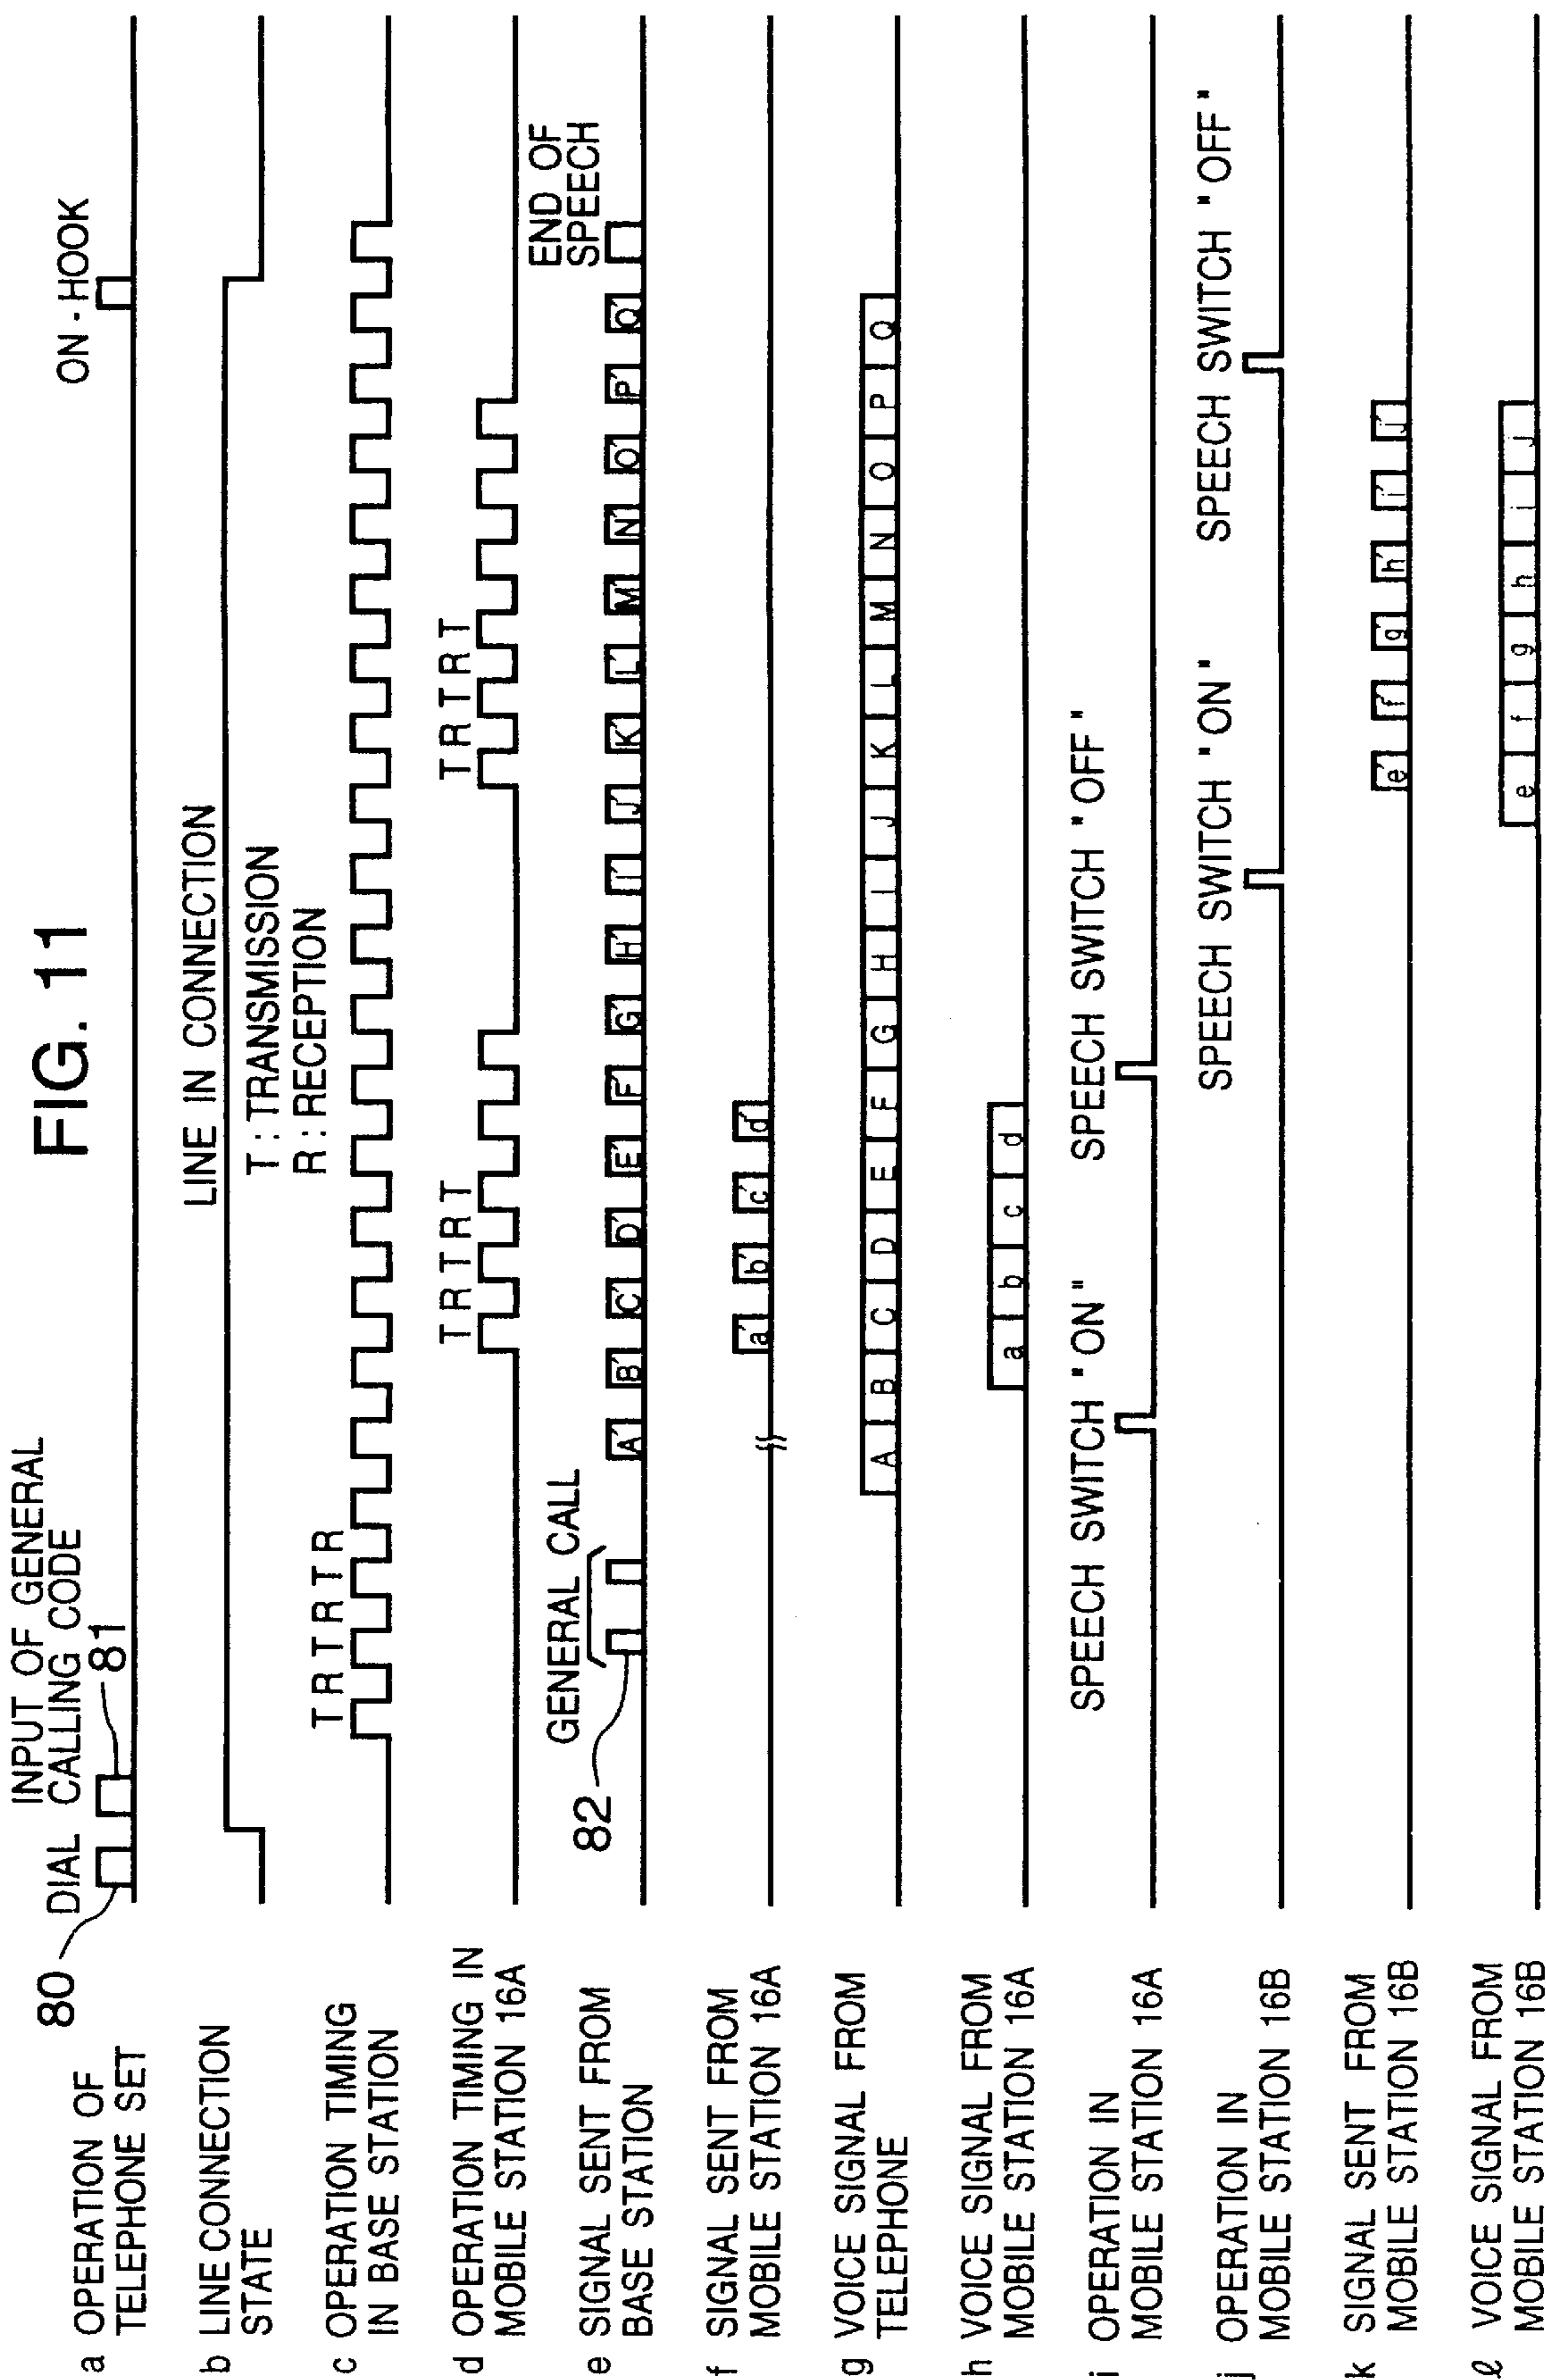 FIG. 11
a OPERATION OF
TELEPHONE SET
80
DIAL
INPUT OF GENERAL
CALLING CODE
81
ON-HOOK
b LINE CONNECTION
STATE
LINE IN CONNECTION
T : TRANSMISSION
R : RECEPTION
c OPERATION TIMING
IN BASE STATION
T R T R T R
d OPERATION TIMING IN
MOBILE STATION 16A
T R T R T
T R T R T
e SIGNAL SENT FROM
BASE STATION
82
GENERAL CALL
A' B' C' D' E' F' G' H' I' J' K' L' M' N' O' P' Q'
END OF
SPEECH
f SIGNAL SENT FROM
MOBILE STATION 16A
a' b' c' d'
g VOICE SIGNAL FROM
TELEPHONE
A B C D E F G H I J K L M N O P Q
h VOICE SIGNAL FROM
MOBILE STATION 16A
a b c d
i OPERATION IN
MOBILE STATION 16A
SPEECH SWITCH "ON"
SPEECH SWITCH "OFF"
j OPERATION IN
MOBILE STATION 16B
SPEECH SWITCH "ON"
SPEECH SWITCH "OFF"
k SIGNAL SENT FROM
MOBILE STATION 16B
e' f' g' h' i' j'
ℓ VOICE SIGNAL FROM
MOBILE STATION 16B
e f g h i j